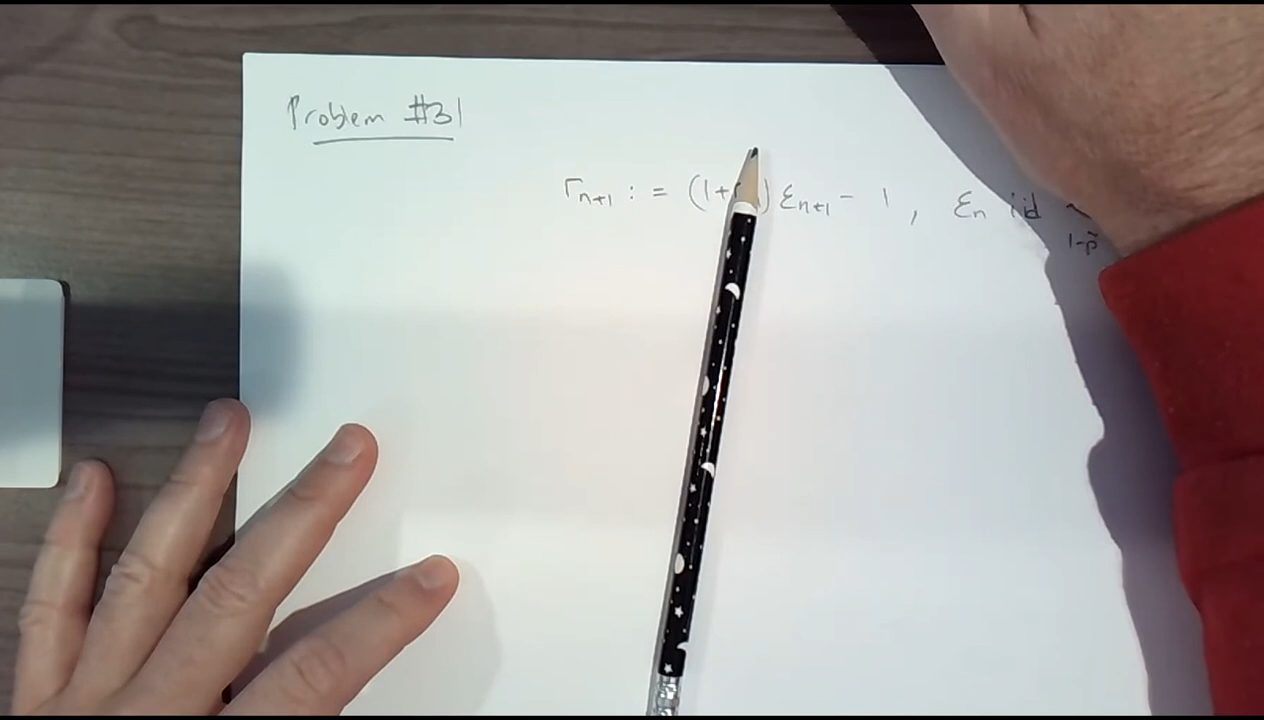 Problem #31
r_{n+1} := (1+ ) ε_{n+1} - 1, ε_n iid ~
1-p̃